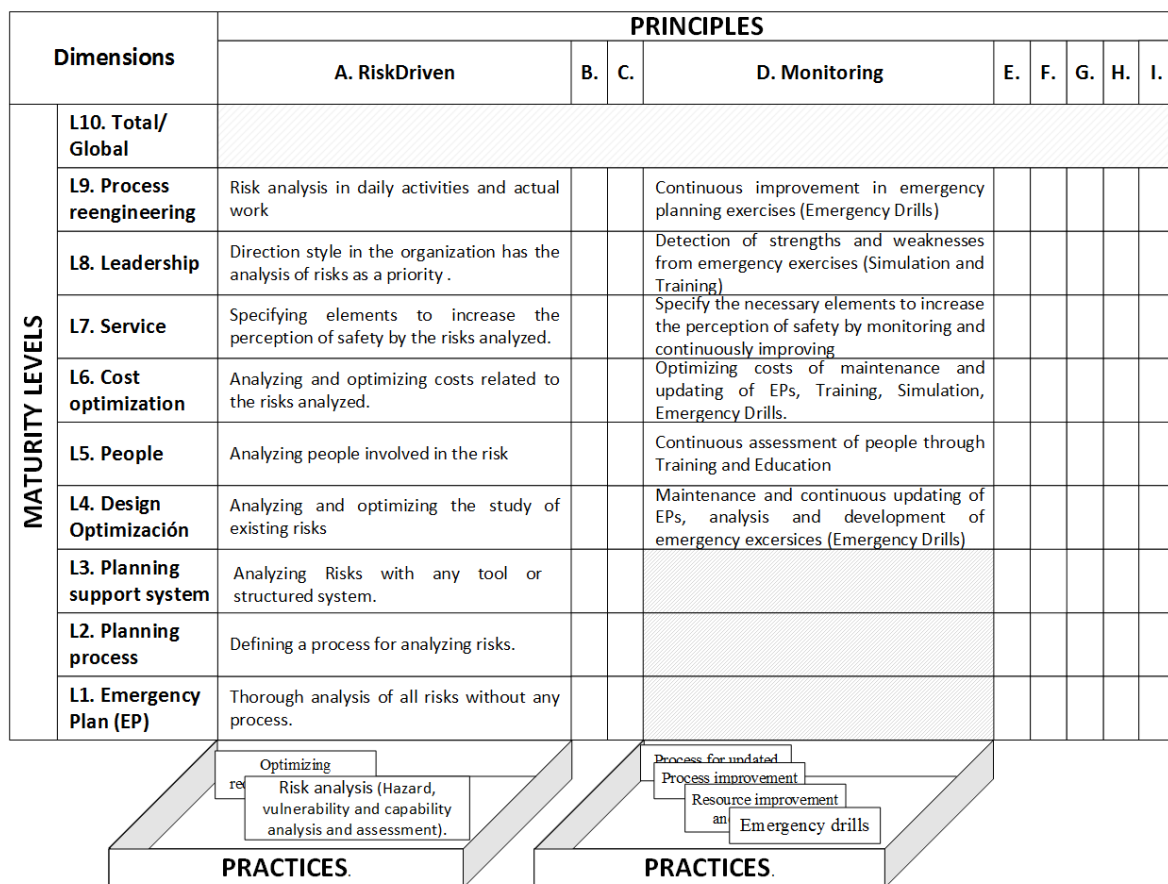 PRINCIPLES
Dimensions
A. RiskDriven
B.
C.
D. Monitoring
E.
F.
G.
H.
I.
MATURITY LEVELS
L10. Total/
Global
L9. Process
reengineering
Risk analysis in daily activities and actual
work
Continuous improvement in emergency
planning exercises (Emergency Drills)
L8. Leadership
Direction style in the organization has the
analysis of risks as a priority .
Detection of strengths and weaknesses
from emergency exercises (Simulation and
Training)
L7. Service
Specifying elements to increase the
perception of safety by the risks analyzed.
Specify the necessary elements to increase
the perception of safety by monitoring and
continuously improving
L6. Cost
optimization
Analyzing and optimizing costs related to
the risks analyzed.
Optimizing costs of maintenance and
updating of EPs, Training, Simulation,
Emergency Drills.
L5. People
Analyzing people involved in the risk
Continuous assessment of people through
Training and Education
L4. Design
Optimización
Analyzing and optimizing the study of
existing risks
Maintenance and continuous updating of
EPs, analysis and development of
emergency excersices (Emergency Drills)
L3. Planning
support system
Analyzing Risks with any tool or
structured system.
L2. Planning
process
Defining a process for analyzing risks.
L1. Emergency
Plan (EP)
Thorough analysis of all risks without any
process.
Optimizing
Risk analysis (Hazard,
vulnerability and capability
analysis and assessment).
PRACTICES.
Process for updated
Process improvement
Resource improvement
Emergency drills
PRACTICES.